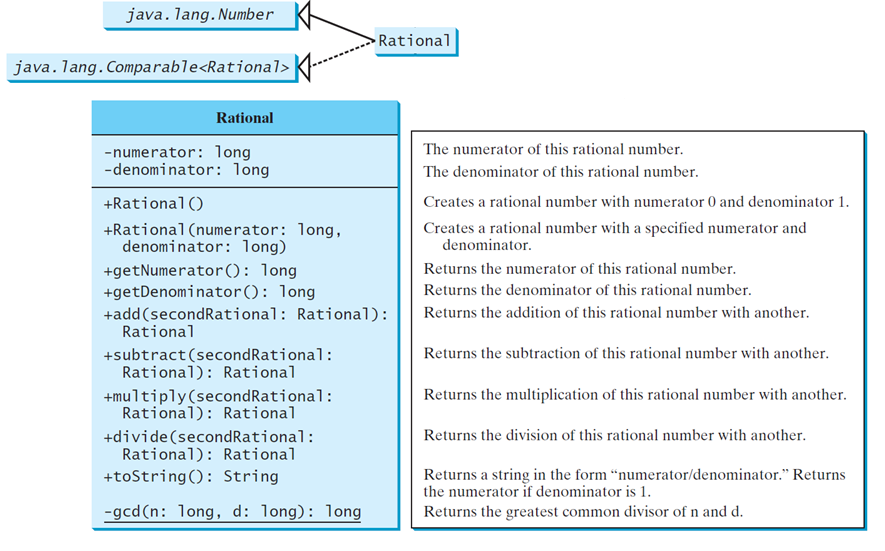 java.lang.Number
Rational
java.lang.Comparable<Rational>
Rational
-numerator: long
-denominator: long
+Rational()
+Rational(numerator: long,
denominator: long)
+getNumerator(): long
+getDenominator(): long
+add(secondRational: Rational):
Rational
+subtract(secondRational:
Rational): Rational
+multiply(secondRational:
Rational): Rational
+divide(secondRational:
Rational): Rational
+toString(): String
-gcd(n: long, d: long): long
The numerator of this rational number.
The denominator of this rational number.
Creates a rational number with numerator 0 and denominator 1.
Creates a rational number with a specified numerator and
denominator.
Returns the numerator of this rational number.
Returns the denominator of this rational number.
Returns the addition of this rational number with another.
Returns the subtraction of this rational number with another.
Returns the multiplication of this rational number with another.
Returns the division of this rational number with another.
Returns a string in the form “numerator/denominator.” Returns
the numerator if denominator is 1.
Returns the greatest common divisor of n and d.